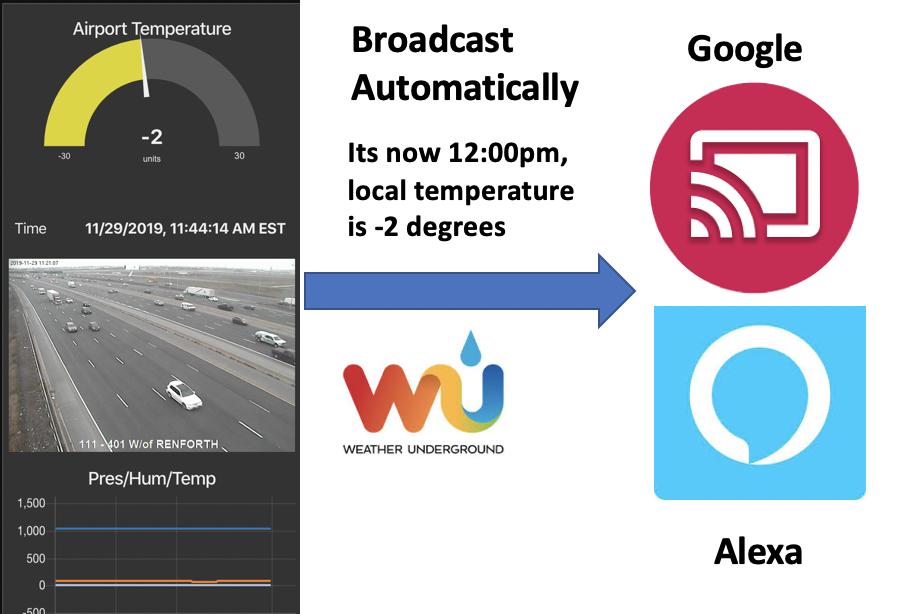 Airport Temperature
-2
-30
units
30
Time 11/29/2019, 11:44:14 AM EST
2019-11-29 11:21:07
111 - 401 W/of RENFORTH
Pres/Hum/Temp
1,500
1,000
500
0
-500
Broadcast
Automatically
Its now 12:00pm,
local temperature
is -2 degrees
WU
WEATHER UNDERGROUND
Google
Alexa